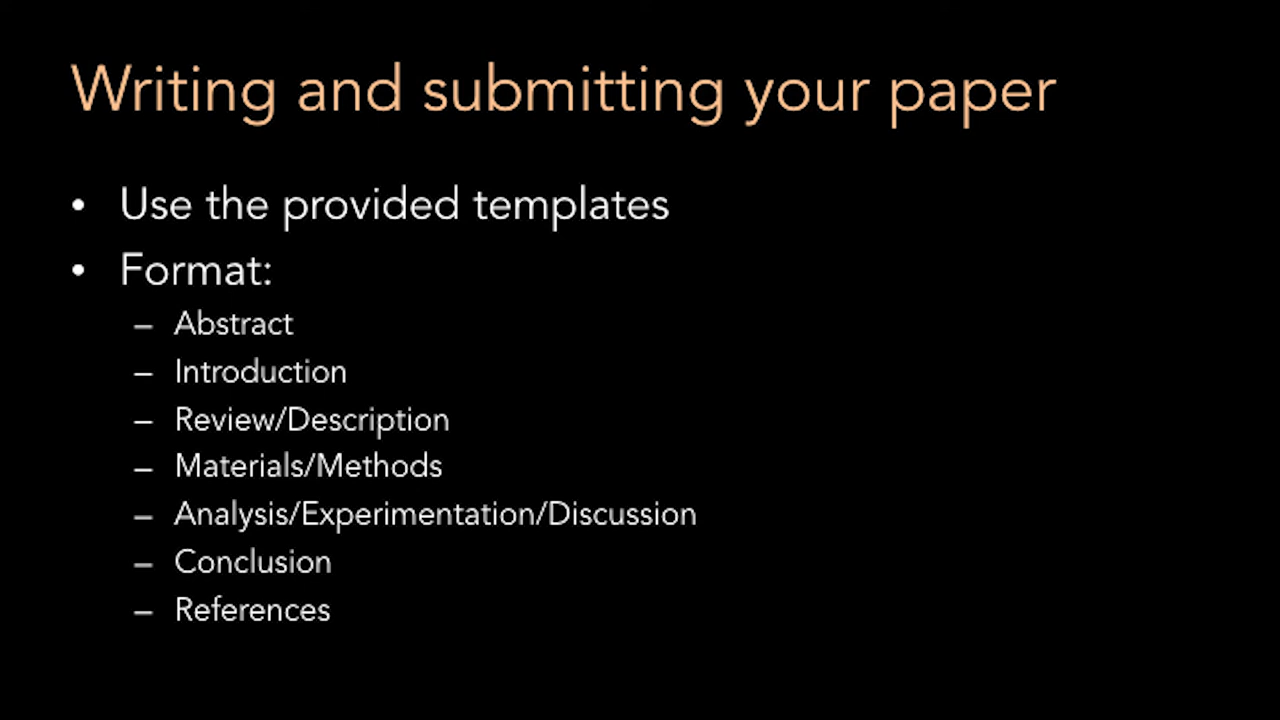 Writing and submitting your paper
• Use the provided templates
• Format:
– Abstract
– Introduction
– Review/Description
– Materials/Methods
– Analysis/Experimentation/Discussion
– Conclusion
– References